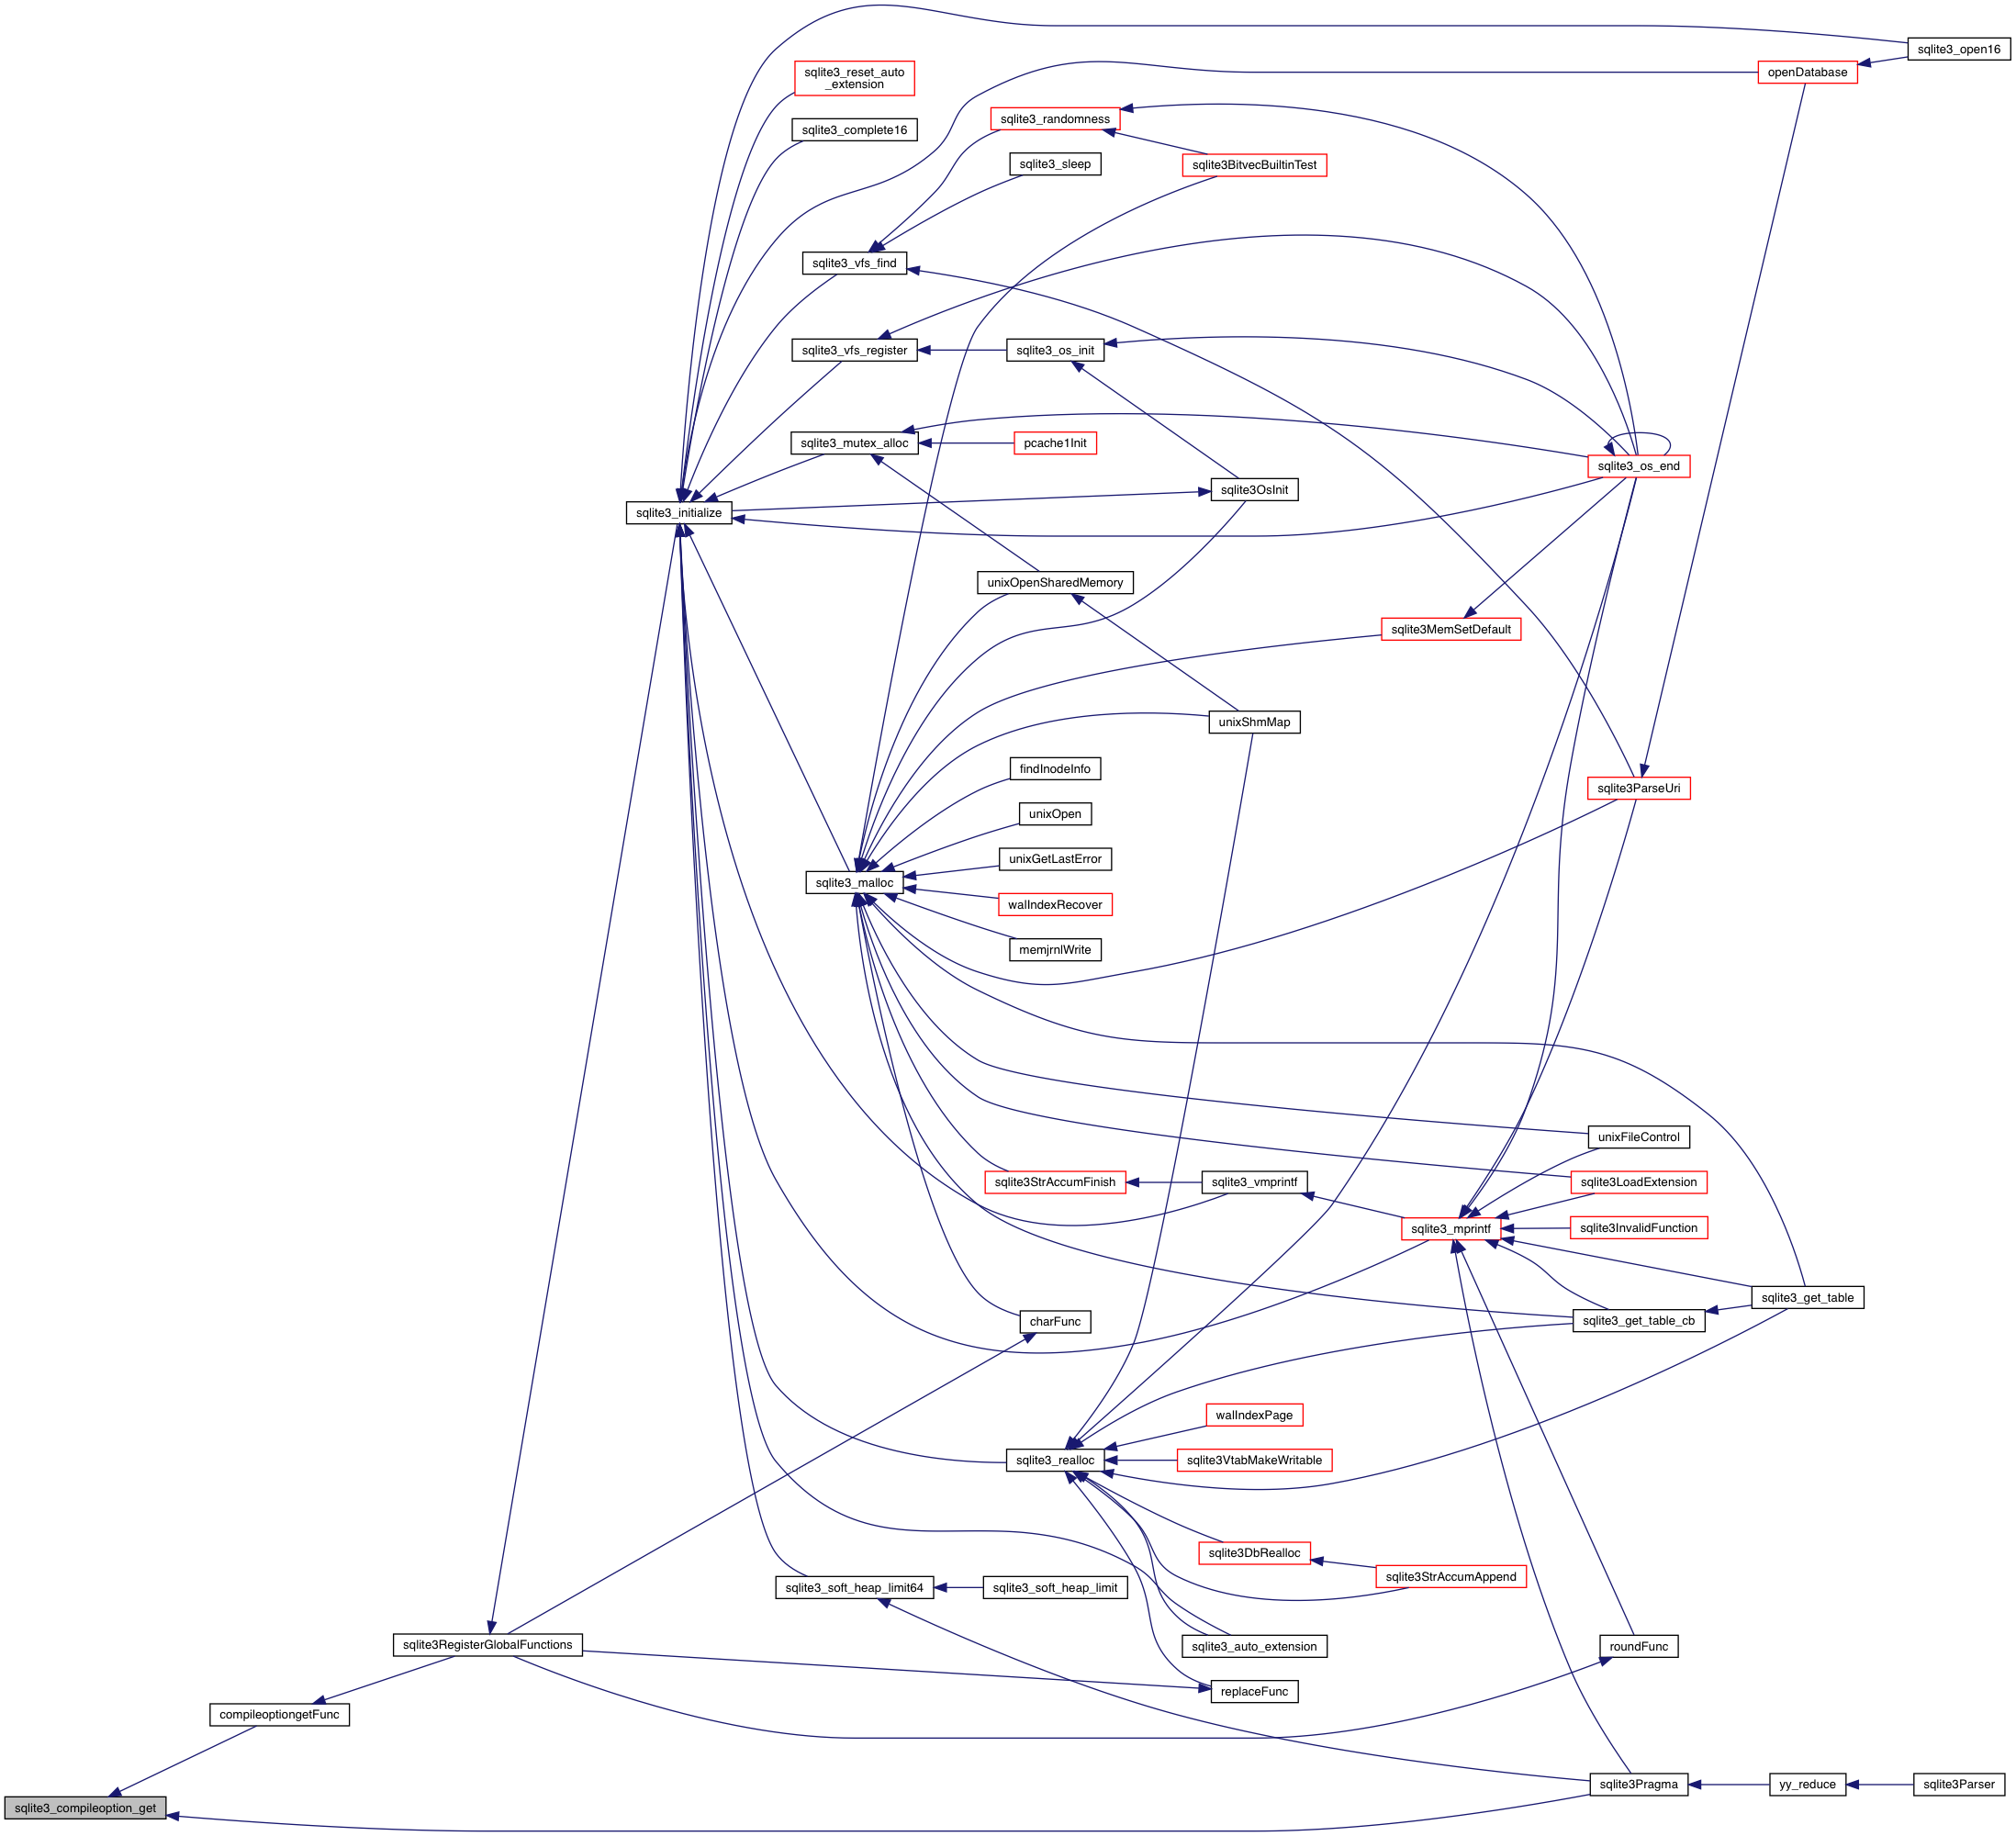 sqlite3_open16
openDatabase
sqlite3_reset_auto
_extension
sqlite3_randomness
sqlite3_complete16
sqlite3_sleep
sqlite3BitvecBuiltinTest
sqlite3_vfs_find
sqlite3_vfs_register
sqlite3_os_init
sqlite3_mutex_alloc
pcache1Init
sqlite3_os_end
sqlite3OsInit
sqlite3_initialize
unixOpenSharedMemory
sqlite3MemSetDefault
unixShmMap
findInodeInfo
sqlite3ParseUri
unixOpen
unixGetLastError
sqlite3_malloc
walIndexRecover
memjrnlWrite
unixFileControl
sqlite3StrAccumFinish
sqlite3_vmprintf
sqlite3LoadExtension
sqlite3_mprintf
sqlite3InvalidFunction
sqlite3_get_table
charFunc
sqlite3_get_table_cb
walIndexPage
sqlite3_realloc
sqlite3VtabMakeWritable
sqlite3DbRealloc
sqlite3StrAccumAppend
sqlite3_soft_heap_limit64
sqlite3_soft_heap_limit
sqlite3RegisterGlobalFunctions
sqlite3_auto_extension
roundFunc
replaceFunc
compileoptiongetFunc
sqlite3Pragma
yy_reduce
sqlite3Parser
sqlite3_compileoption_get